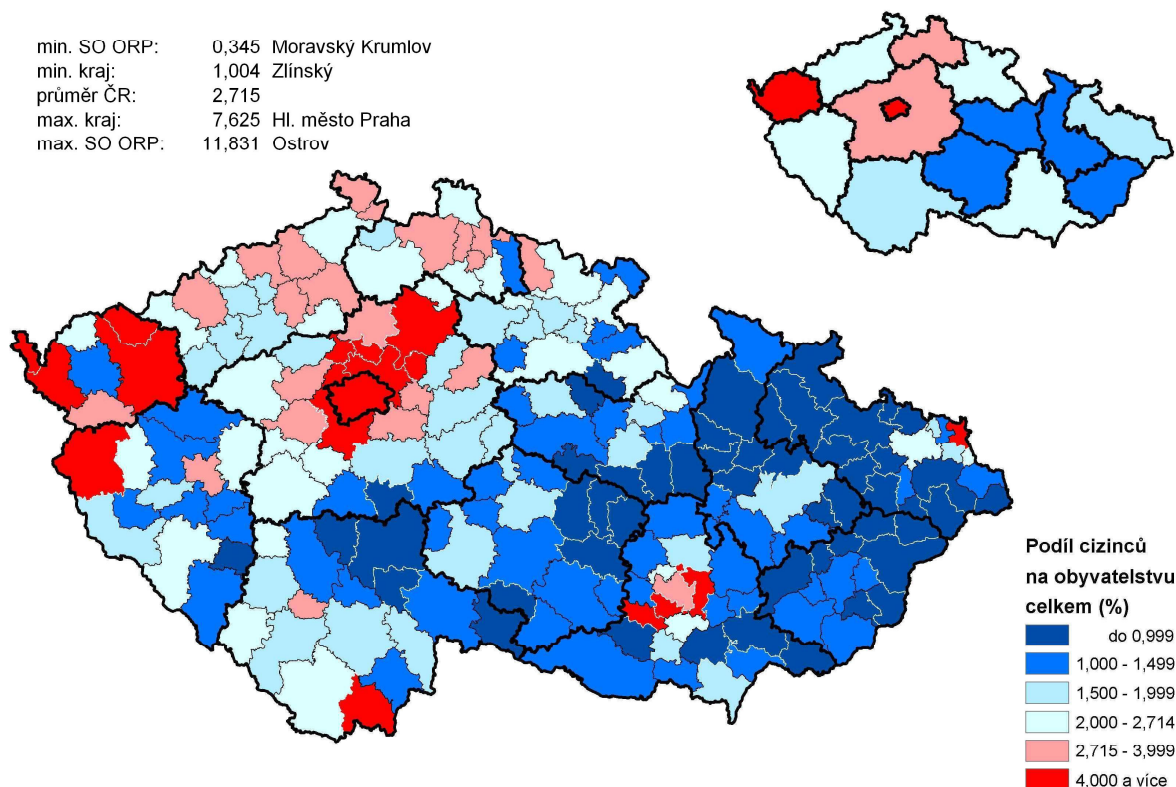 min. SO ORP: 0,345 Moravský Krumlov
min. kraj: 1,004 Zlínský
průměr ČR: 2,715
max. kraj: 7,625 Hl. město Praha
max. SO ORP: 11,831 Ostrov
Podíl cizinců
na obyvatelstvu
celkem (%)
do 0,999
1,000 - 1,499
1,500 - 1,999
2,000 - 2,714
2,715 - 3,999
4,000 a více